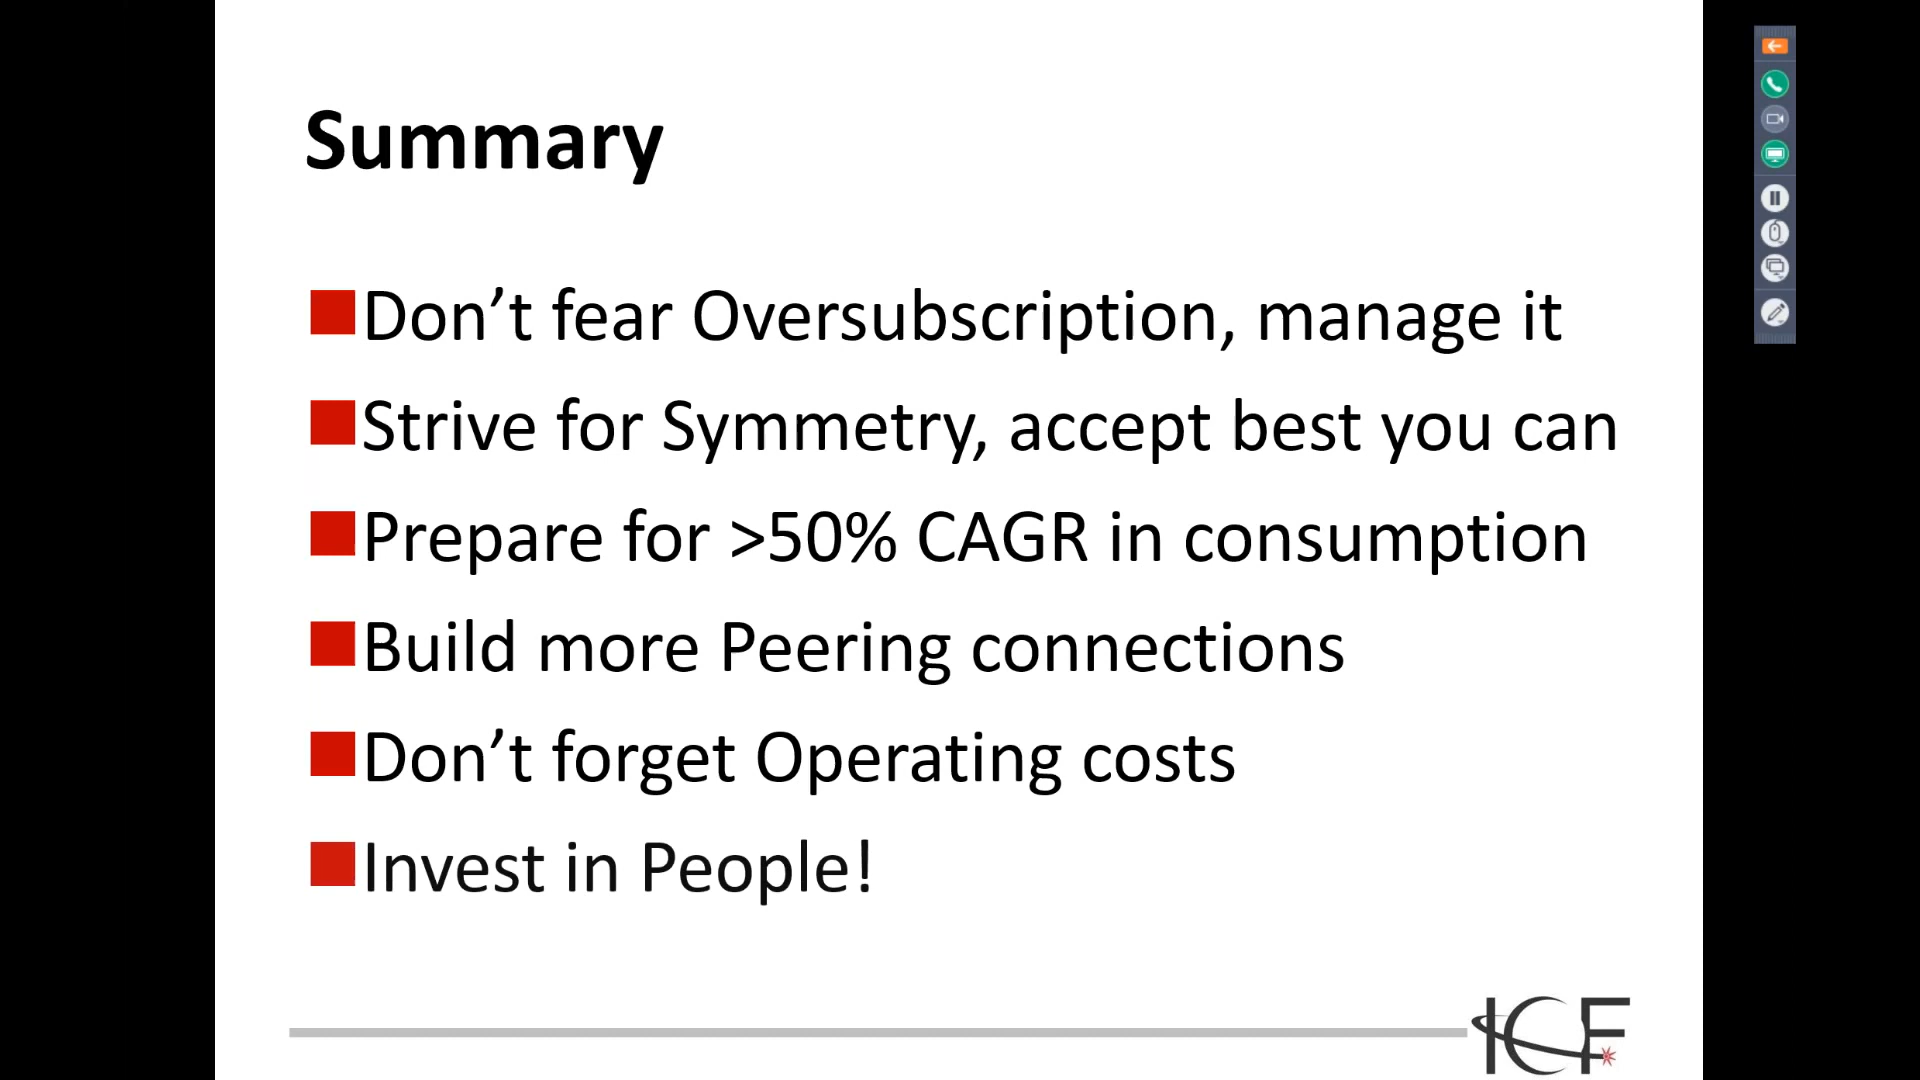 Summary
Don’t fear Oversubscription, manage it
Strive for Symmetry, accept best you can
Prepare for >50% CAGR in consumption
Build more Peering connections
Don’t forget Operating costs
Invest in People!
ICF